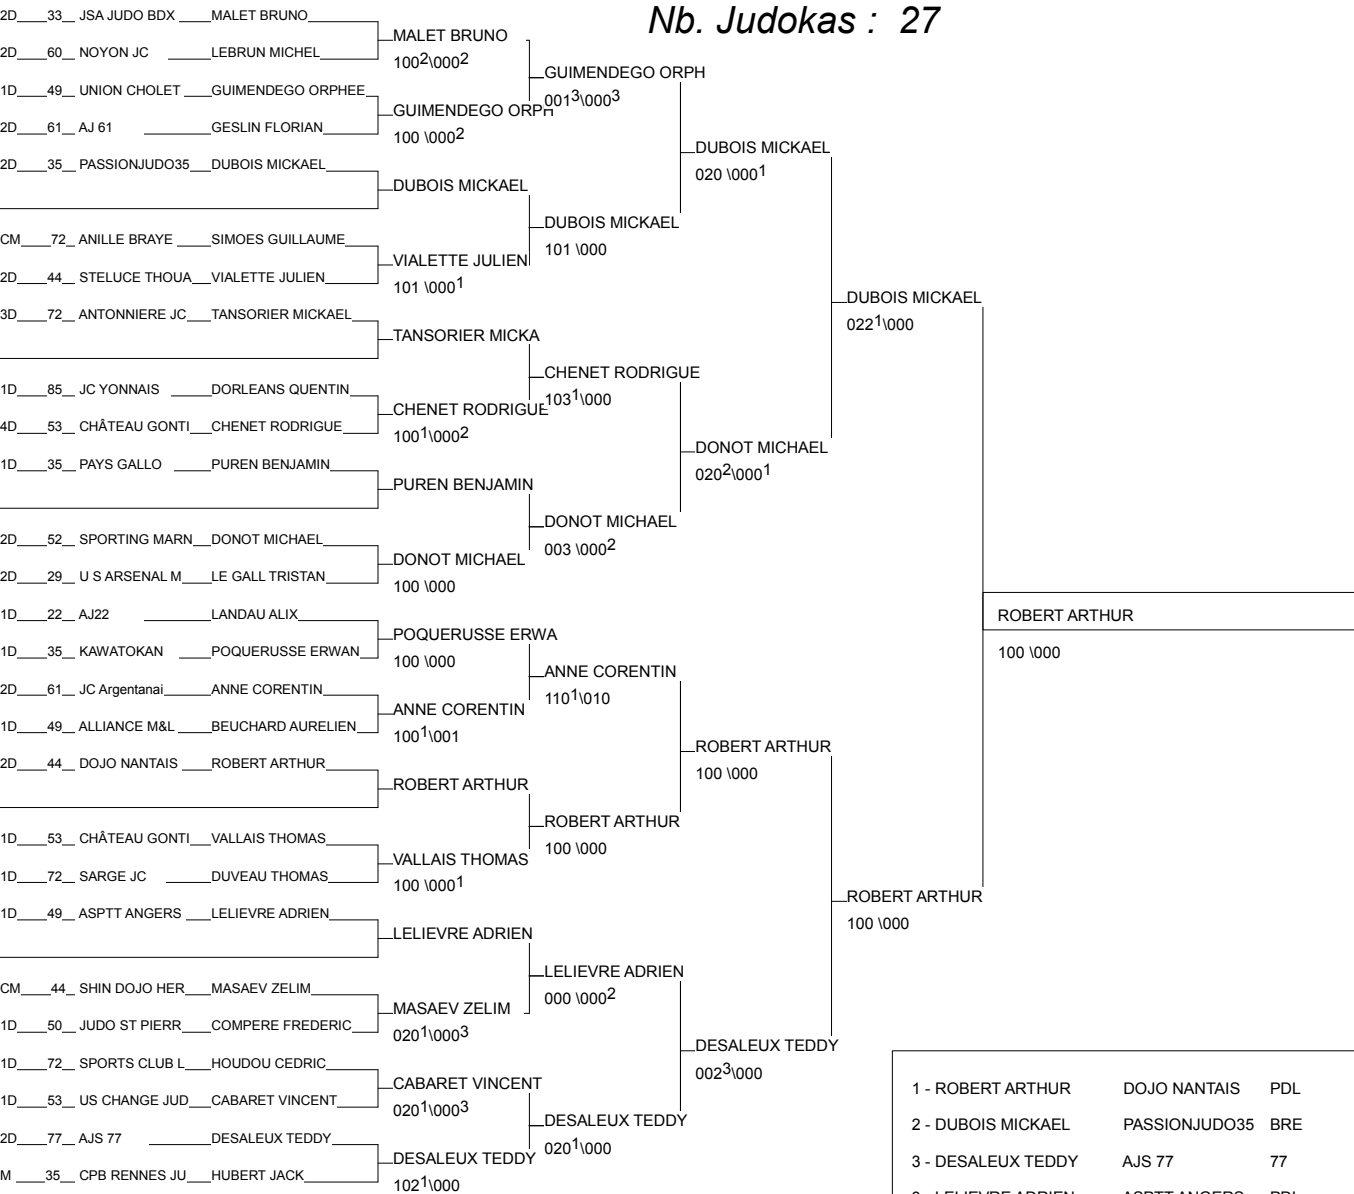 Nb. Judokas : 27
2D 33 JSA JUDO BDX MALET BRUNO
2D 60 NOYON JC LEBRUN MICHEL
1D 49 UNION CHOLET GUIMENDEGO ORPHEE
2D 61 AJ 61 GESLIN FLORIAN
2D 35 PASSIONJUDO35 DUBOIS MICKAEL
CM 72 ANILLE BRAYE SIMOES GUILLAUME
2D 44 STELUCE THOUA VIALETTE JULIEN
3D 72 ANTONNIERE JC TANSORIER MICKAEL
1D 85 JC YONNAIS DORLEANS QUENTIN
4D 53 CHÂTEAU GONTI CHENET RODRIGUE
1D 35 PAYS GALLO PUREN BENJAMIN
2D 52 SPORTING MARN DONOT MICHAEL
2D 29 U S ARSENAL M LE GALL TRISTAN
1D 22 AJ22 LANDAU ALIX
1D 35 KAWATOKAN POQUERUSSE ERWAN
2D 61 JC Argentanai ANNE CORENTIN
1D 49 ALLIANCE M&L BEUCHARD AURELIEN
2D 44 DOJO NANTAIS ROBERT ARTHUR
1D 53 CHÂTEAU GONTI VALLAIS THOMAS
1D 72 SARGE JC DUVEAU THOMAS
1D 49 ASPTT ANGERS LELIEVRE ADRIEN
CM 44 SHIN DOJO HER MASAEV ZELIM
1D 50 JUDO ST PIERR COMPERE FREDERIC
1D 72 SPORTS CLUB L HOUDOU CEDRIC
1D 53 US CHANGE JUD CABARET VINCENT
2D 77 AJS 77 DESALEUX TEDDY
M 35 CPB RENNES JU HUBERT JACK
MALET BRUNO
100² \000²
GUIMENDEGO ORPH
100 \000²
DUBOIS MICKAEL
VIALETTE JULIEN
101 \000¹
TANSORIER MICKA
CHENET RODRIGUE
100¹\000²
PUREN BENJAMIN
DONOT MICHAEL
100 \000
POQUERUSSE ERWA
100 \000
ANNE CORENTIN
100¹\001
ROBERT ARTHUR
VALLAIS THOMAS
100 \000¹
LELIEVRE ADRIEN
MASAEV ZELIM
020¹\000³
CABARET VINCENT
020¹\000³
DESALEUX TEDDY
102¹\000
GUIMENDEGO ORPH
001³\000³
DUBOIS MICKAEL
101 \000
CHENET RODRIGUE
103¹\000
DONOT MICHAEL
003 \000²
ANNE CORENTIN
110¹\010
ROBERT ARTHUR
100 \000
LELIEVRE ADRIEN
000 \000²
DESALEUX TEDDY
020¹\000
DUBOIS MICKAEL
020 \000¹
DONOT MICHAEL
020²\000¹
ROBERT ARTHUR
100 \000
DESALEUX TEDDY
002³\000
DUBOIS MICKAEL
022¹\000
ROBERT ARTHUR
100 \000
ROBERT ARTHUR
100 \000
1 - ROBERT ARTHUR DOJO NANTAIS PDL
2 - DUBOIS MICKAEL PASSIONJUDO35 BRE
3 - DESALEUX TEDDY AJS 77 77
3 - LELIEVRE ADRIEN ASPTT ANGERS PDL